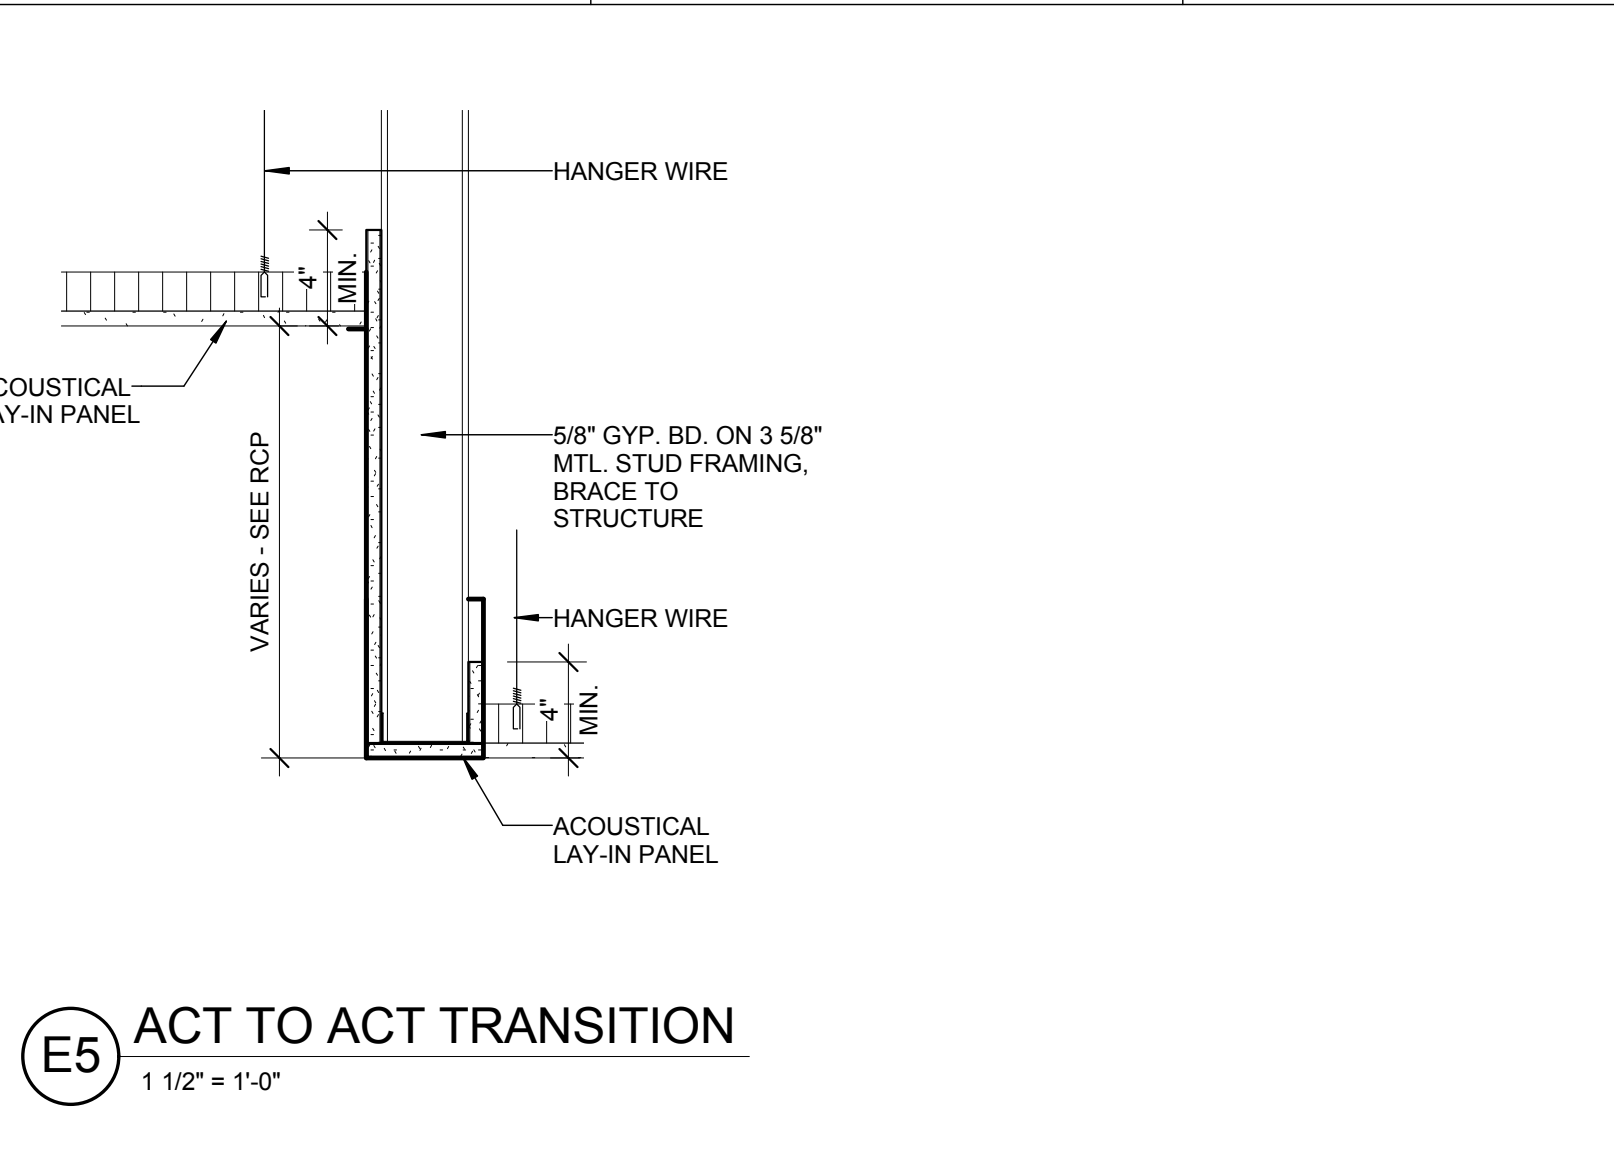 HANGER WIRE
4"
MIN.
COUSTICAL
AY-IN PANEL
VARIES - SEE RCP
5/8" GYP. BD. ON 3 5/8"
MTL. STUD FRAMING,
BRACE TO
STRUCTURE
HANGER WIRE
4"
MIN.
ACOUSTICAL
LAY-IN PANEL
E5
ACT TO ACT TRANSITION
1 1/2" = 1'-0"